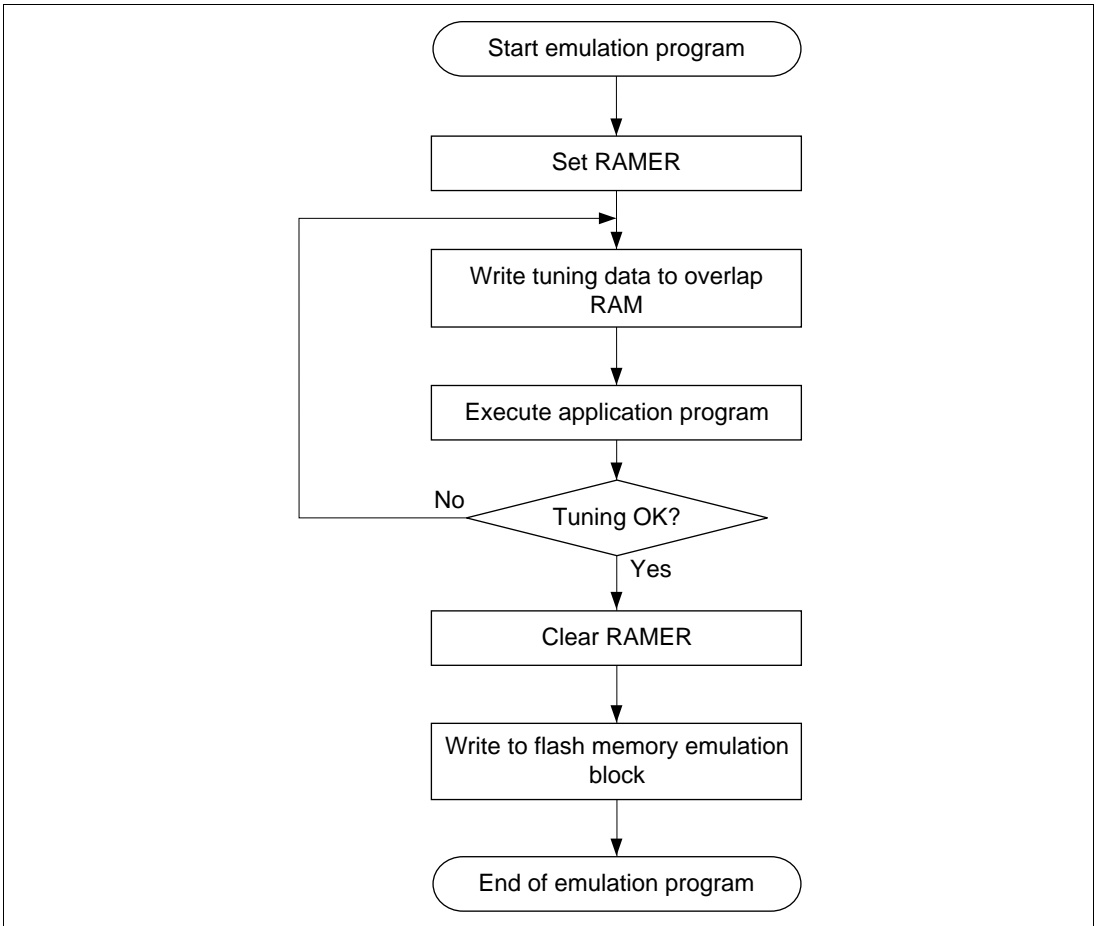 Start emulation program
Set RAMER
Write tuning data to overlap
RAM
Execute application program
No
Tuning OK?
Yes
Clear RAMER
Write to flash memory emulation
block
End of emulation program